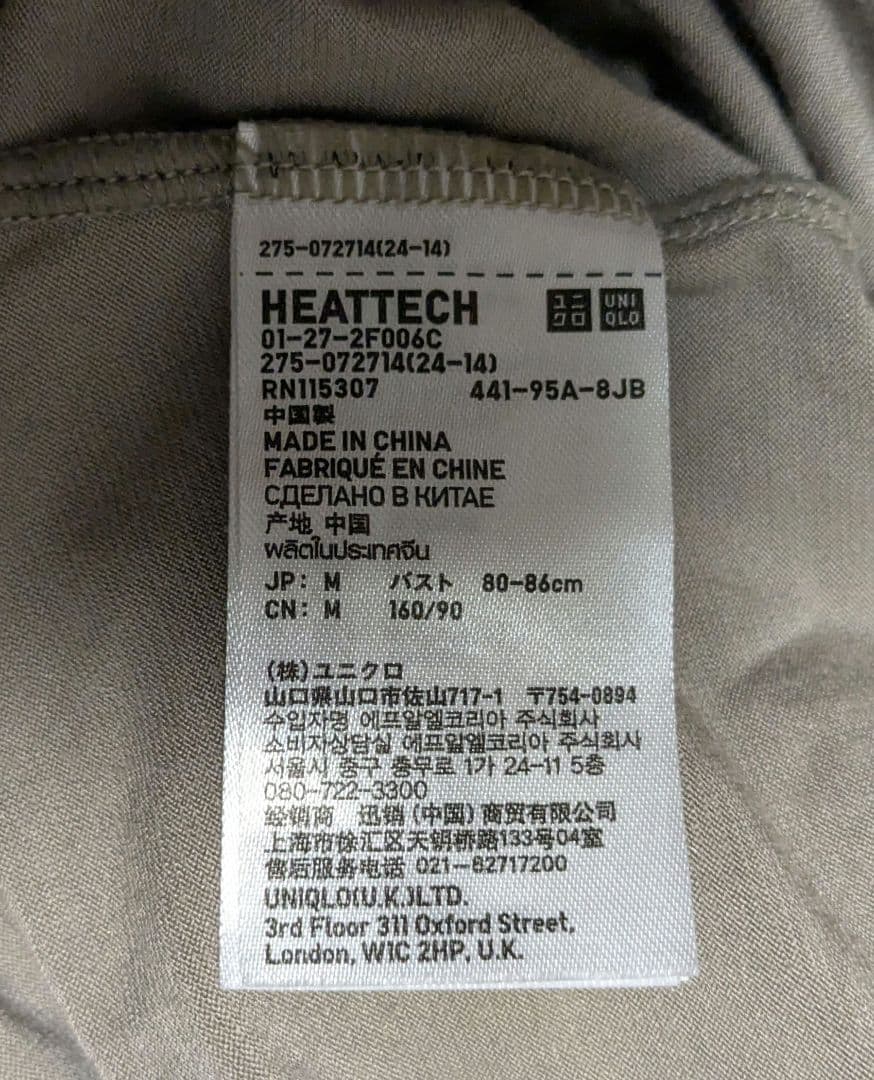 275-072714(24-14)
HEATTECH
ユニクロ
UNI
QLO
01-27-2F006C
275-072714(24-14)
RN115307 441-95A-8JB
中国製
MADE IN CHINA
FABRIQUÉ EN CHINE
СДЕЛАНО В КИТАЕ
产地 中国
ผลิตในประเทศจีน
JP: M バスト 80-86cm
CN: M 160/90
(株)ユニクロ
山口県山口市佐山717-1 〒754-0894
수입자명 에프알엘코리아 주식회사
소비자상담실 에프알엘코리아 주식회사
서울시 중구 충무로 1가 24-11 5층
080-722-3300
经销商 迅销(中国)商贸有限公司
上海市徐汇区天钥桥路133号04室
售后服务电话 021-62717200
UNIQLO(U.K.)LTD.
3rd Floor 311 Oxford Street,
London, W1C 2HP, U.K.